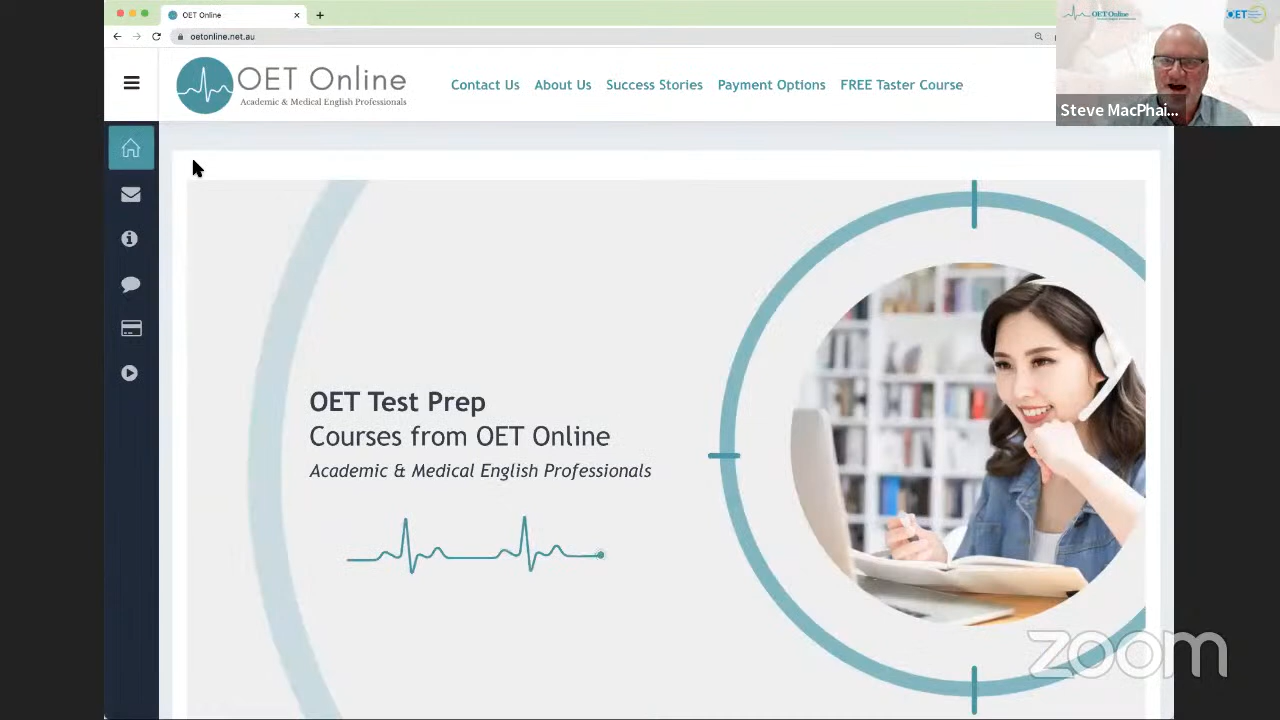 OET Online
oetonline.net.au
OET Online
OET
Steve MacPhai...
OET Online
Academic & Medical English Professionals
Contact Us About Us Success Stories Payment Options FREE Taster Course
OET Test Prep
Courses from OET Online
Academic & Medical English Professionals
zoom